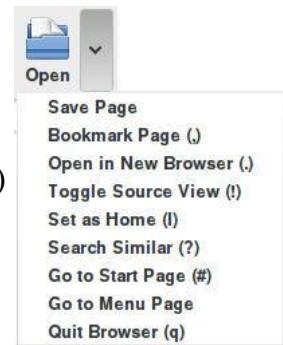 Open
Save Page
Bookmark Page (,)
Open in New Browser (.)
)
Toggle Source View (!)
Set as Home (I)
Search Similar (?)
Go to Start Page (#)
Go to Menu Page
Quit Browser (q)